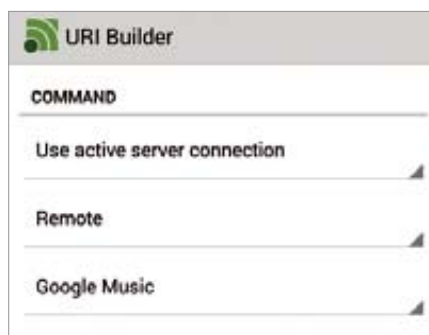 URI Builder
COMMAND
Use active server connection
Remote
Google Music